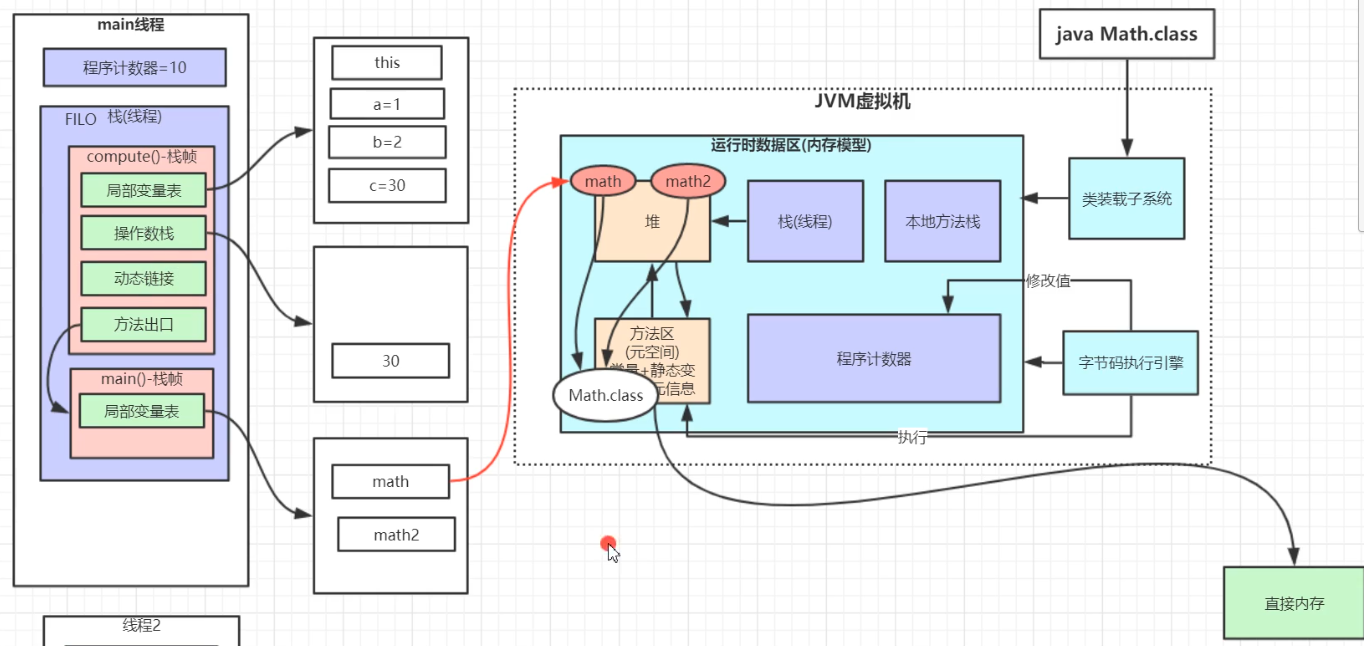 main线程
程序计数器=10
FILO 栈(线程)
compute()-栈帧
局部变量表
操作数栈
动态链接
方法出口
main()-栈帧
局部变量表
线程2
this
a=1
b=2
c=30
30
math
math2
java Math.class
JVM虚拟机
运行时数据区(内存模型)
math
math2
堆
栈(线程)
本地方法栈
类装载子系统
修改值
方法区
(元空间)
量+静态变
元信息
Math.class
程序计数器
字节码执行引擎
执行
直接内存